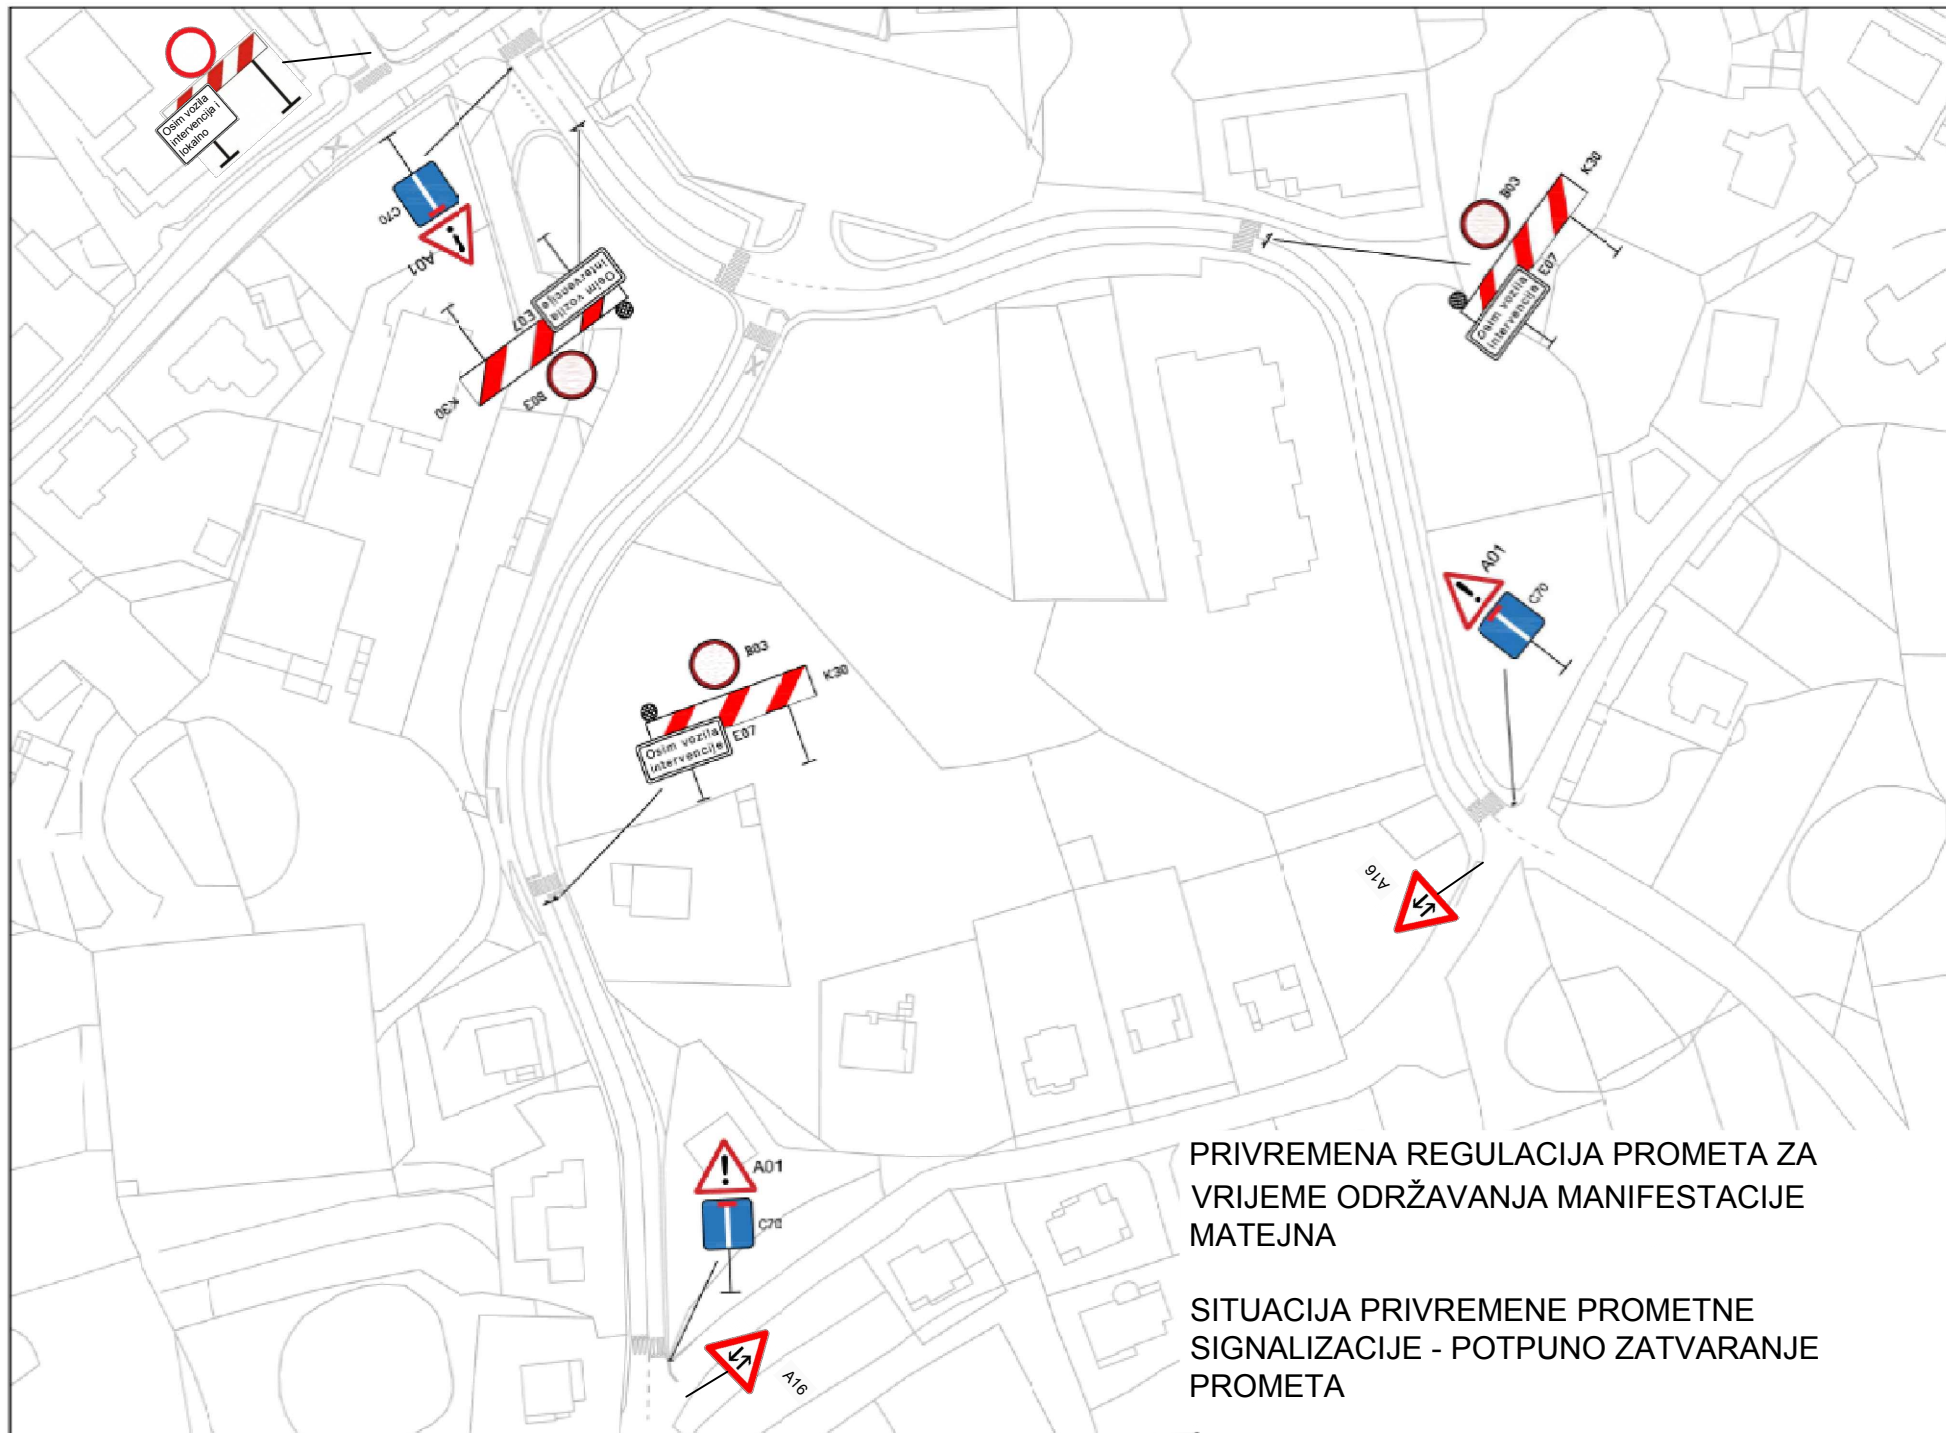 Osim vozila
intervencija i
lokalno
C70
A01
E07
Osim vozila
intervencije
K30
B03
K30
B03
E07
Osim vozila
intervencije
A01
C70
B03
K30
E07
Osim vozila
intervencije
A16
A01
C70
A16
PRIVREMENA REGULACIJA PROMETA ZA
VRIJEME ODRŽAVANJA MANIFESTACIJE
MATEJNA
SITUACIJA PRIVREMENE PROMETNE
SIGNALIZACIJE - POTPUNO ZATVARANJE
PROMETA